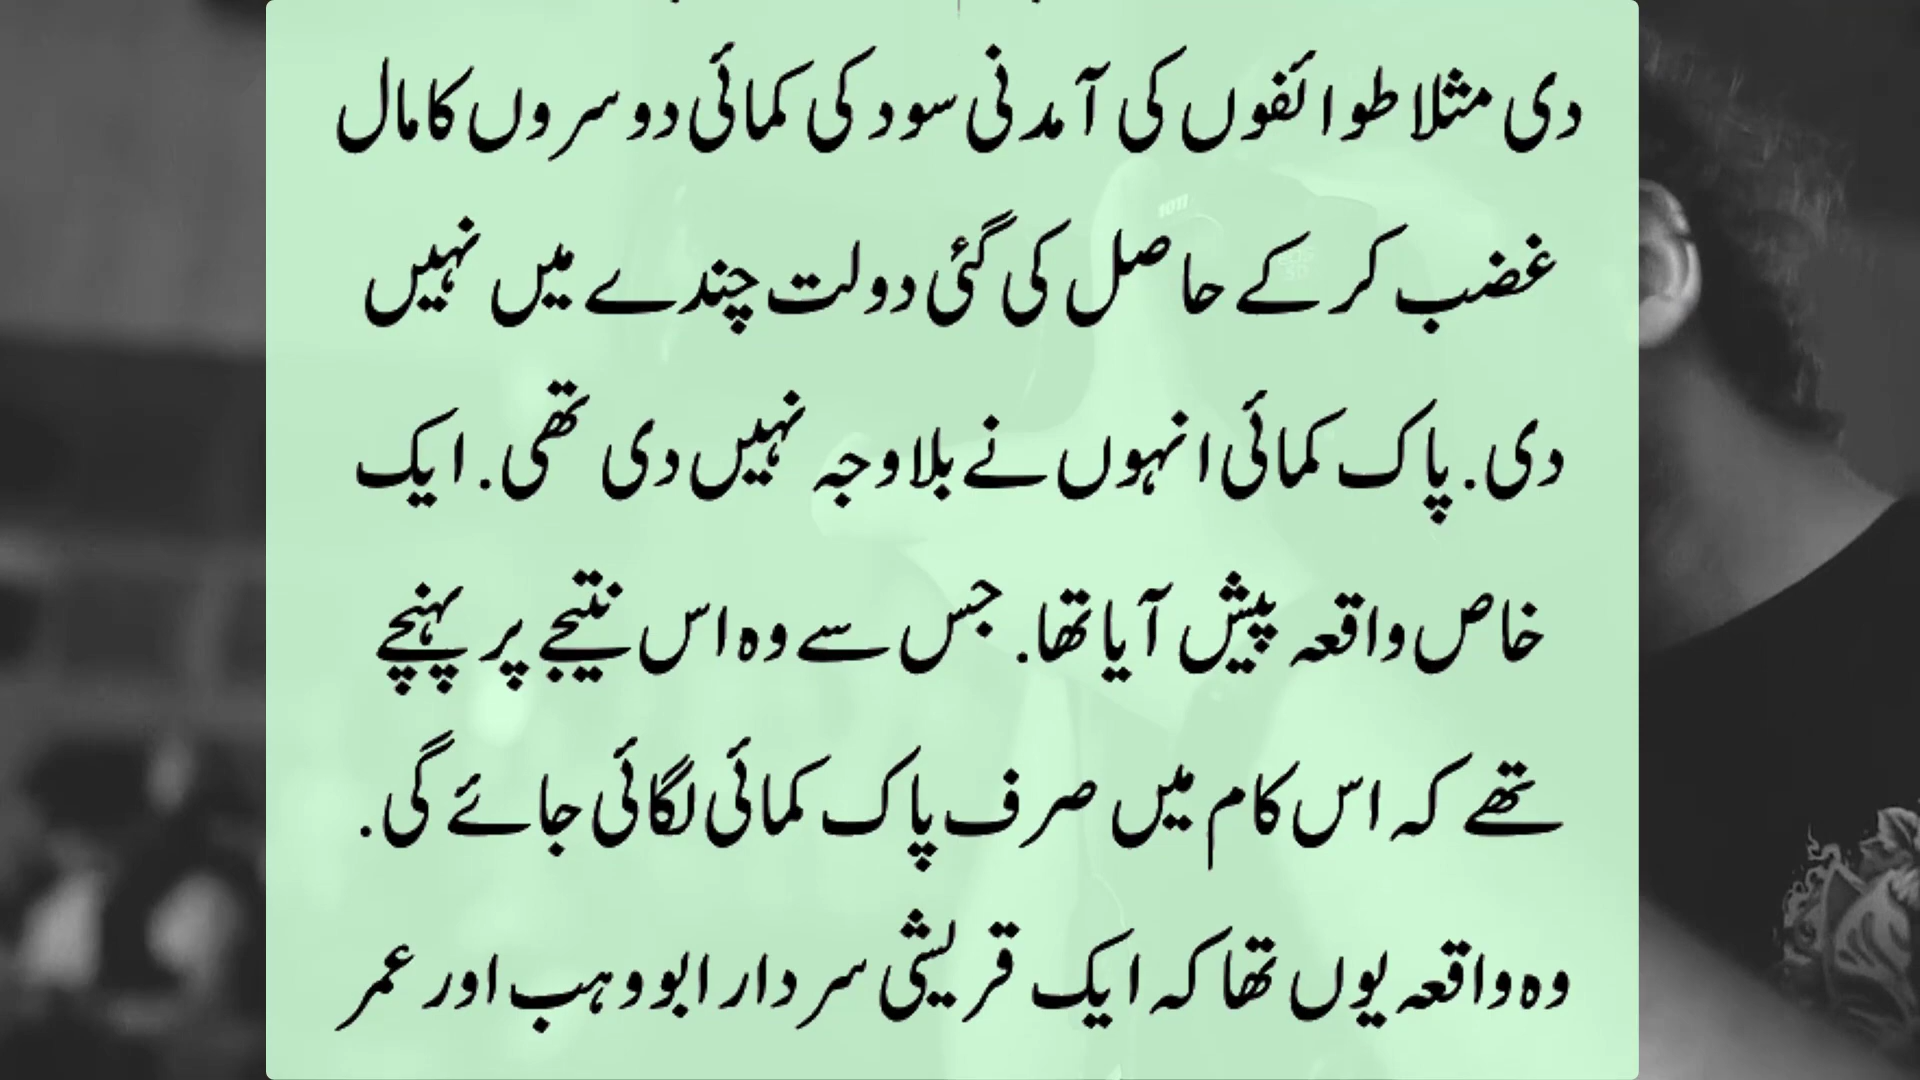 دی مثلا طوائفوں کی آمدنی سود کی کمائی دوسروں کا مال
غضب کر کے حاصل کی گئی دولت چندے میں نہیں
دی. پاک کمائی انہوں نے بلاوجہ نہیں دی تھی. ایک
خاص واقعہ پیش آیا تھا. جس سے وہ اس نتیجے پر پہنچے
تھے کہ اس کام میں صرف پاک کمائی لگائی جائے گی.
وہ واقعہ یوں تھا کہ ایک قریشی سردار ابو وہب اور عمر